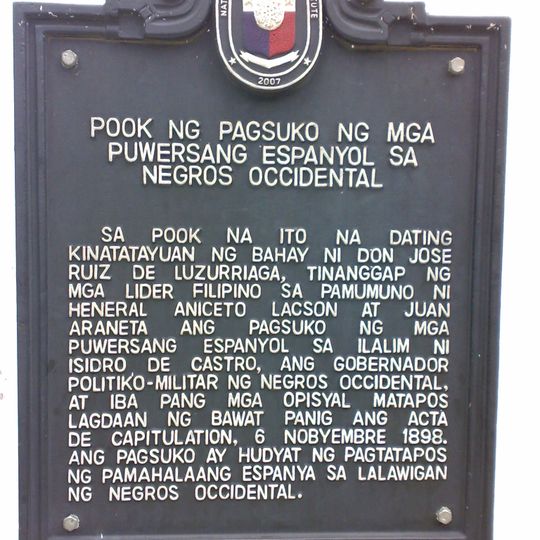 2007
POOK NG PAGSUKO NG MGA
PUWERSANG ESPANYOL SA
NEGROS OCCIDENTAL
SA POOK NA ITO NA DATING
KINATATAYUAN NG BAHAY NI DON JOSE
RUIZ DE LUZURRIAGA, TINANGGAP NG
MGA LIDER FILIPINO SA PAMUMUNO NI
HENERAL ANICETO LACSON AT JUAN
ARANETA ANG PAGSUKO NG MGA
PUWERSANG ESPANYOL SA ILALIM NI
ISIDRO DE CASTRO, ANG GOBERNADOR
POLITIKO-MILITAR NG NEGROS OCCIDENTAL,
AT IBA PANG MGA OPISYAL MATAPOS
LAGDAAN NG BAWAT PANIG ANG ACTA
DE CAPITULATION, 6 NOBYEMBRE 1898.
ANG PAGSUKO AY HUDYAT NG PAGTATAPOS
NG PAMAHALAANG ESPANYA SA LALAWIGAN
NG NEGROS OCCIDENTAL.